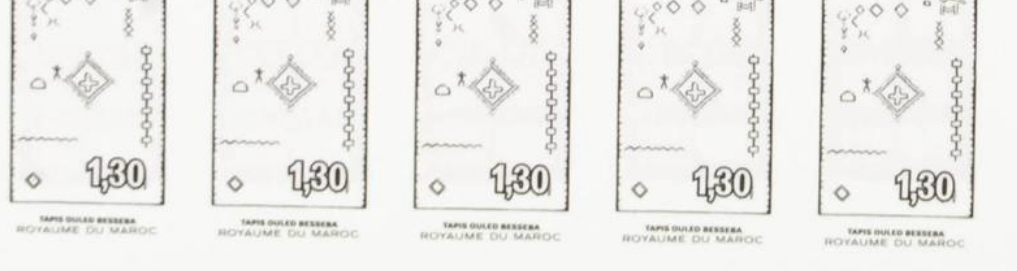 1,30 1,30 1,30 1,30 1,30
TAPIS OULED BESSEBA TAPIS OULED BESSEBA TAPIS OULED BESSEBA TAPIS OULED BESSEBA TAPIS OULED BESSEBA
ROYAUME DU MAROC ROYAUME DU MAROC ROYAUME DU MAROC ROYAUME DU MAROC ROYAUME DU MAROC